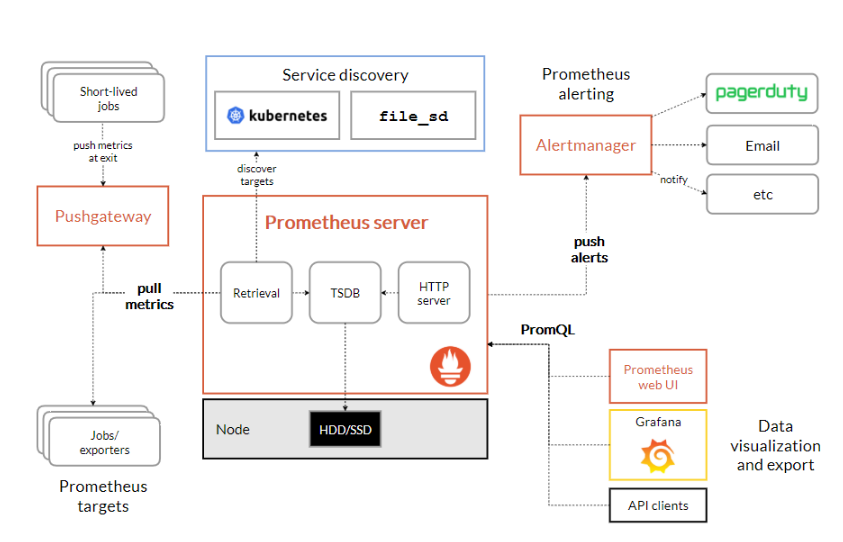 Short-lived
jobs
push metrics
at exit
Pushgateway
Service discovery
kubernetes
file_sd
discover
targets
Prometheus
alerting
Alertmanager
pagerduty
Email
notify
etc
Prometheus server
Retrieval
TSDB
HTTP
server
pull
metrics
push
alerts
PromQL
Node
HDD/SSD
Jobs/
exporters
Prometheus
targets
Prometheus
web UI
Grafana
API clients
Data
visualization
and export